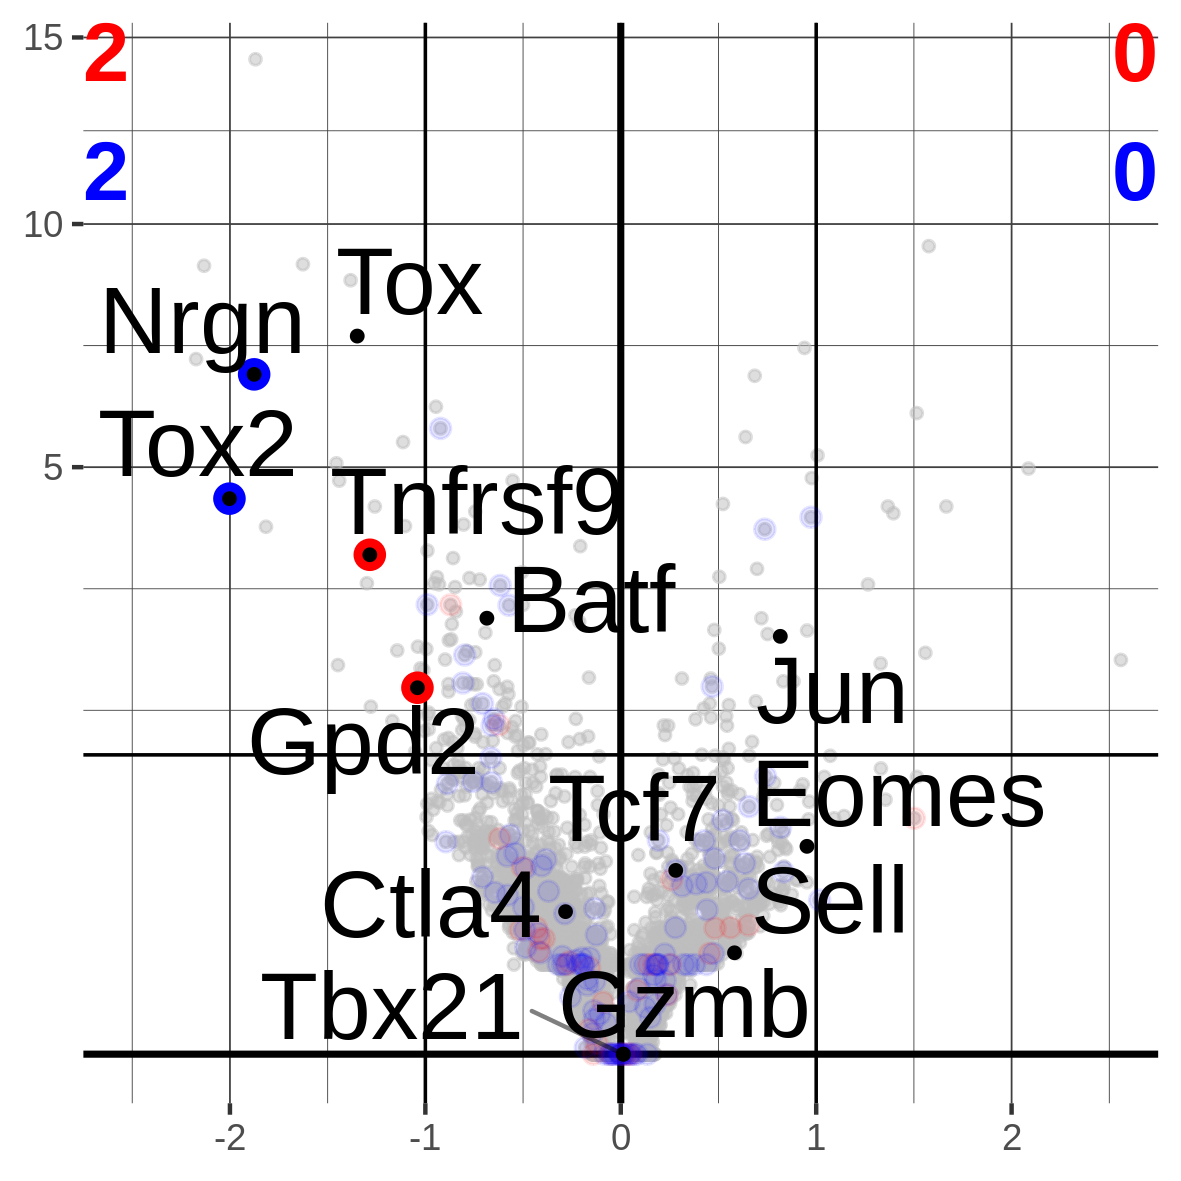 15
2
0
2
0
10
Tox
Nrgn
Tox2
5
Tnfrsf9
Batf
Jun
Gpd2
Tcf7
Eomes
Ctla4
Sell
Tbx21
Gzmb
-2
-1
0
1
2